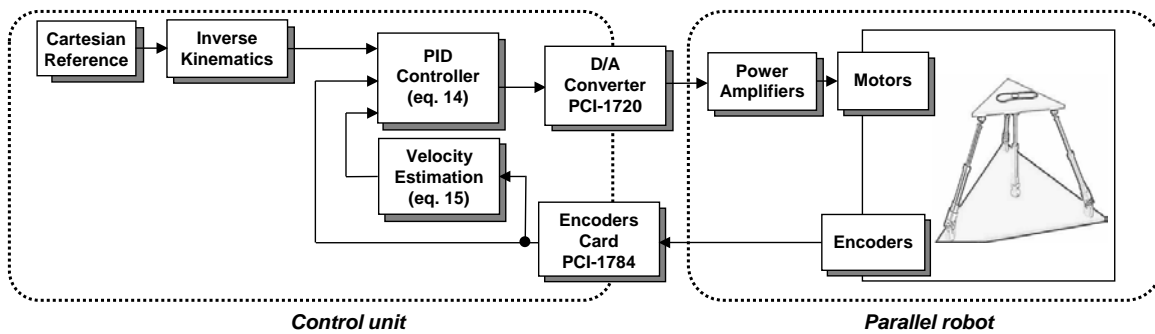 Cartesian
Reference
Inverse
Kinematics
PID
Controller
(eq. 14)
D/A
Converter
PCI-1720
Power
Amplifiers
Motors
Velocity
Estimation
(eq. 15)
Encoders
Card
PCI-1784
Encoders
Control unit
Parallel robot